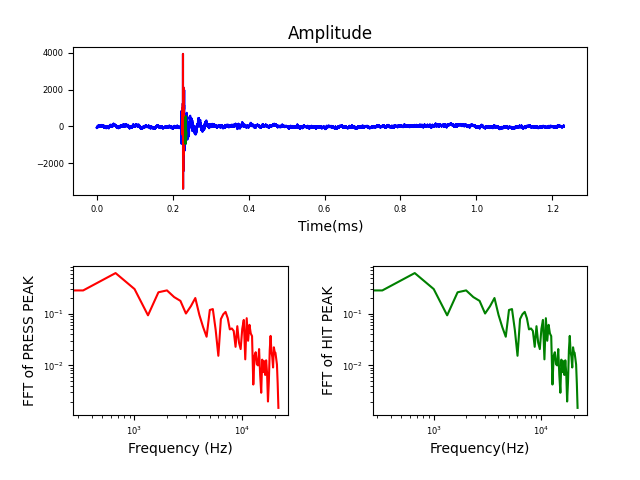 Amplitude
4000
2000
0
−2000
0.0 0.2 0.4 0.6 0.8 1.0 1.2
Time(ms)
FFT of PRESS PEAK
10⁻¹
10⁻²
10³ 10⁴
Frequency (Hz)
FFT of HIT PEAK
10⁻¹
10⁻²
10³ 10⁴
Frequency(Hz)